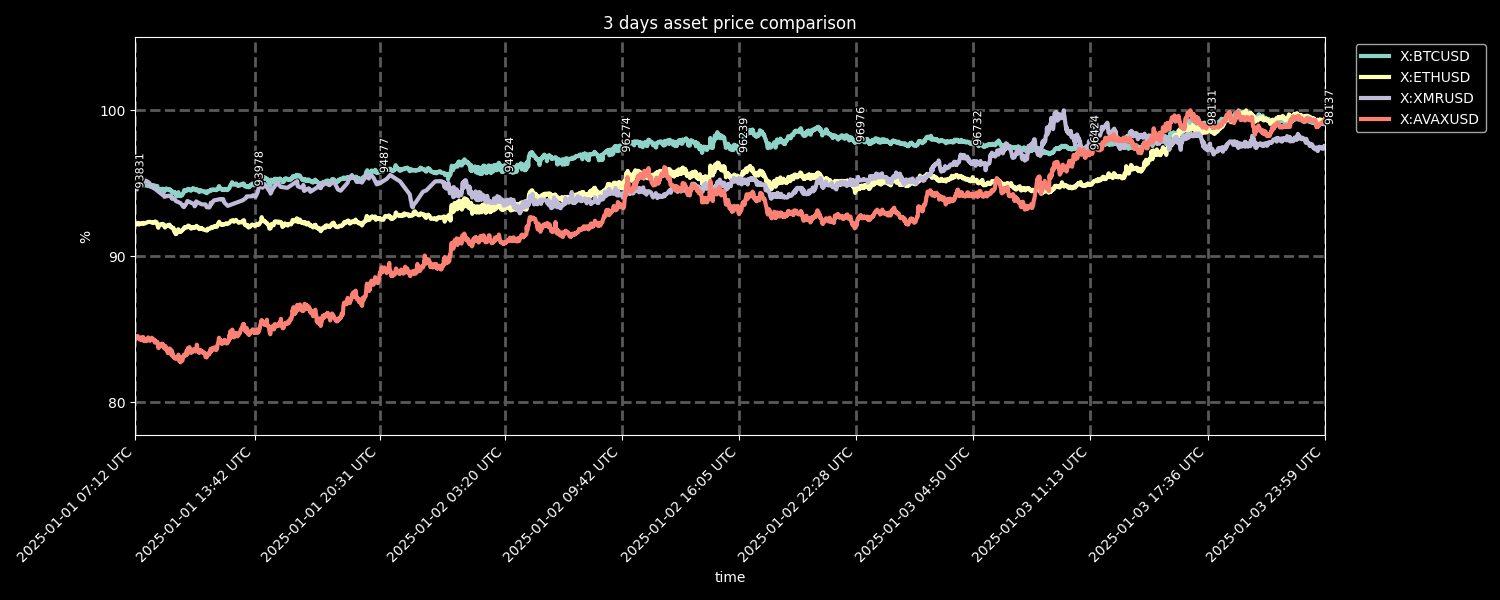 3 days asset price comparison
X:BTCUSD
X:ETHUSD
X:XMRUSD
X:AVAXUSD
100
90
80
%
93831
93978
94877
94924
96274
96239
96976
96732
96424
98131
98137
2025-01-01 07:12 UTC
2025-01-01 13:42 UTC
2025-01-01 20:31 UTC
2025-01-02 03:20 UTC
2025-01-02 09:42 UTC
2025-01-02 16:05 UTC
2025-01-02 22:28 UTC
2025-01-03 04:50 UTC
2025-01-03 11:13 UTC
2025-01-03 17:36 UTC
2025-01-03 23:59 UTC
time